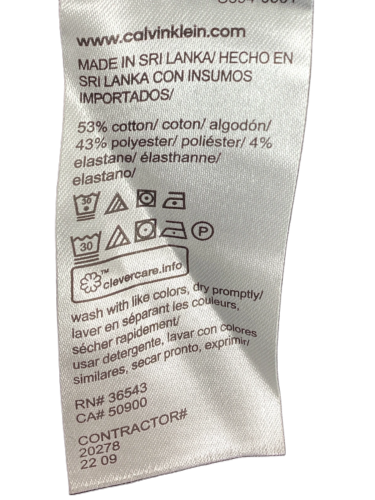 www.calvinklein.com
MADE IN SRI LANKA/ HECHO EN
SRI LANKA CON INSUMOS
IMPORTADOS/
53% cotton/ coton/ algodón/
43% polyester/ poliéster/ 4%
elastane/ élasthanne/
elastano/
30
30 P
TM
clevercare.info
wash with like colors, dry promptly/
laver en séparant les couleurs,
sécher rapidement/
usar detergente, lavar con colores
similares, secar pronto, exprimir/
RN# 36543
CA# 50900
CONTRACTOR#
20278
22 09